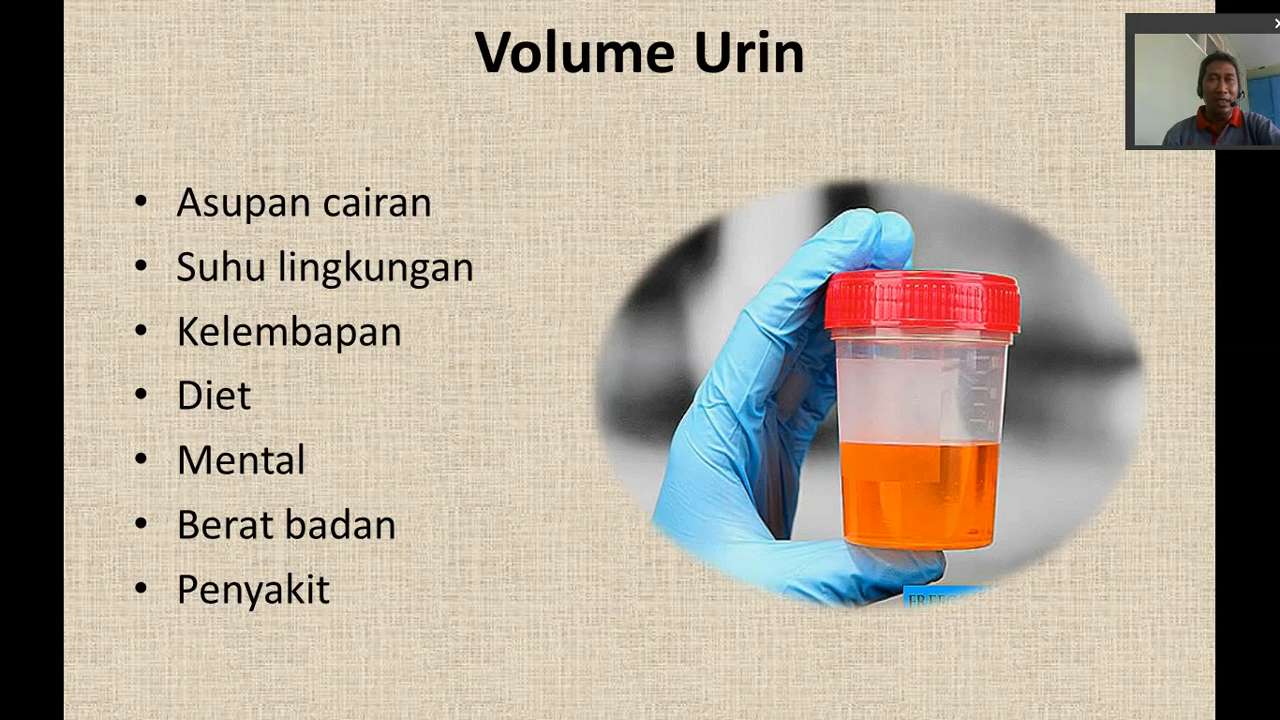 Volume Urin
• Asupan cairan
• Suhu lingkungan
• Kelembapan
• Diet
• Mental
• Berat badan
• Penyakit